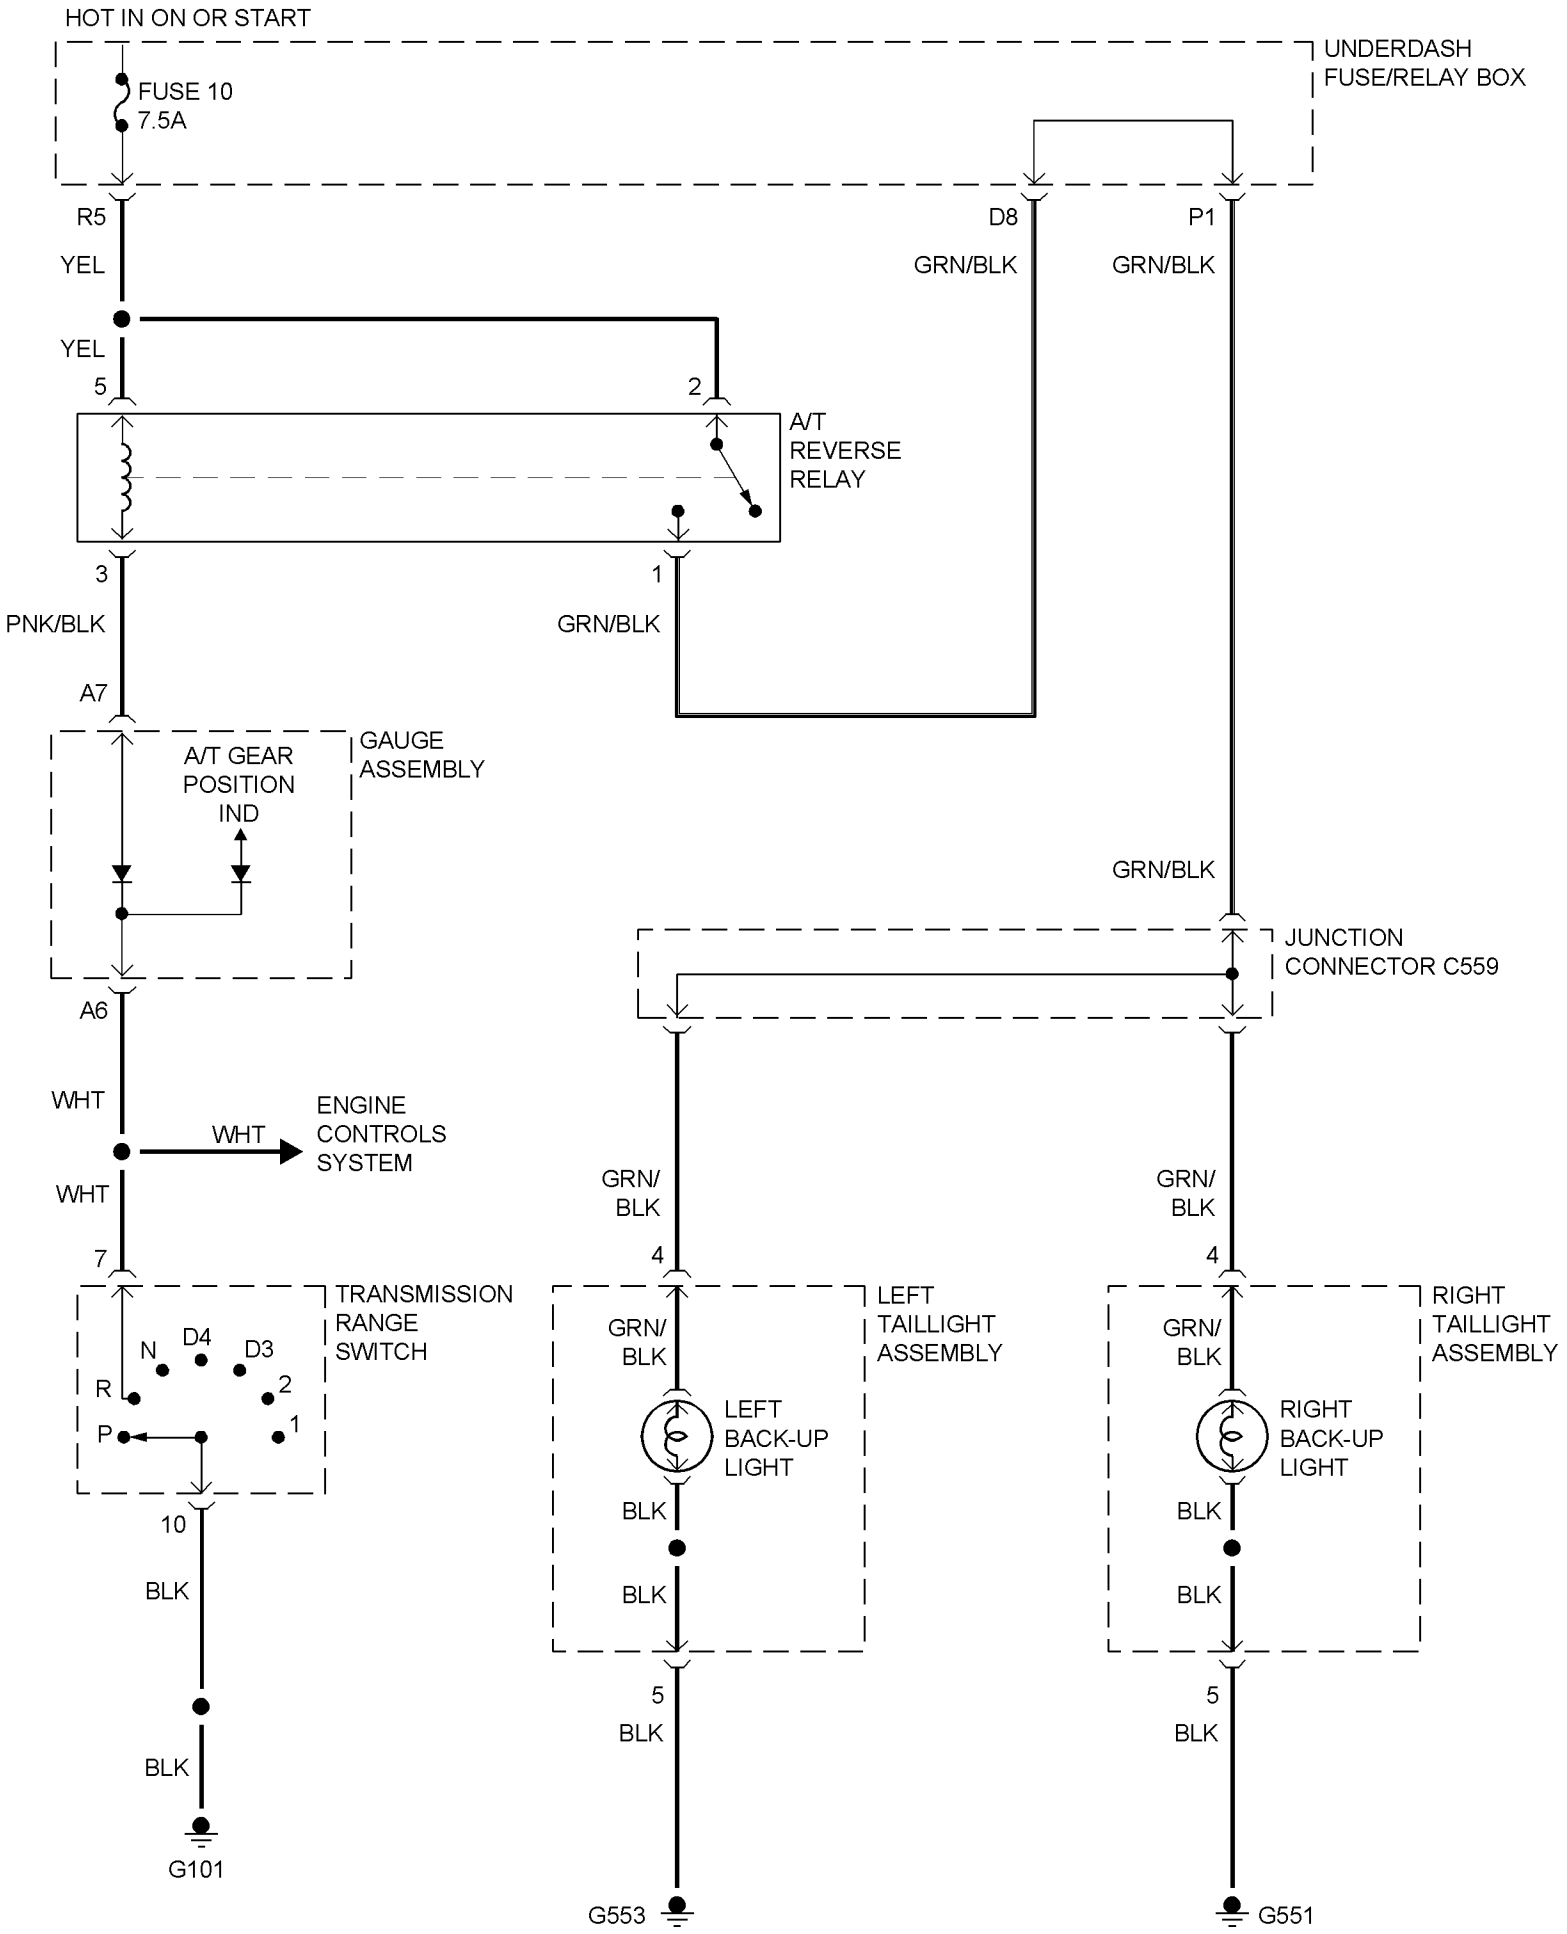 HOT IN ON OR START
UNDERDASH
FUSE/RELAY BOX
FUSE 10
7.5A
R5
D8
P1
YEL
GRN/BLK
GRN/BLK
YEL
5
2
A/T
REVERSE
RELAY
3
1
PNK/BLK
GRN/BLK
A7
GAUGE
ASSEMBLY
A/T GEAR
POSITION
IND
GRN/BLK
JUNCTION
CONNECTOR C559
A6
WHT
WHT
ENGINE
CONTROLS
SYSTEM
WHT
GRN/
BLK
GRN/
BLK
7
4
4
TRANSMISSION
RANGE
SWITCH
LEFT
TAILLIGHT
ASSEMBLY
RIGHT
TAILLIGHT
ASSEMBLY
P
R
N
D4
D3
2
1
GRN/
BLK
GRN/
BLK
LEFT
BACK-UP
LIGHT
RIGHT
BACK-UP
LIGHT
10
BLK
BLK
BLK
BLK
BLK
5
5
BLK
BLK
BLK
G101
G553
G551